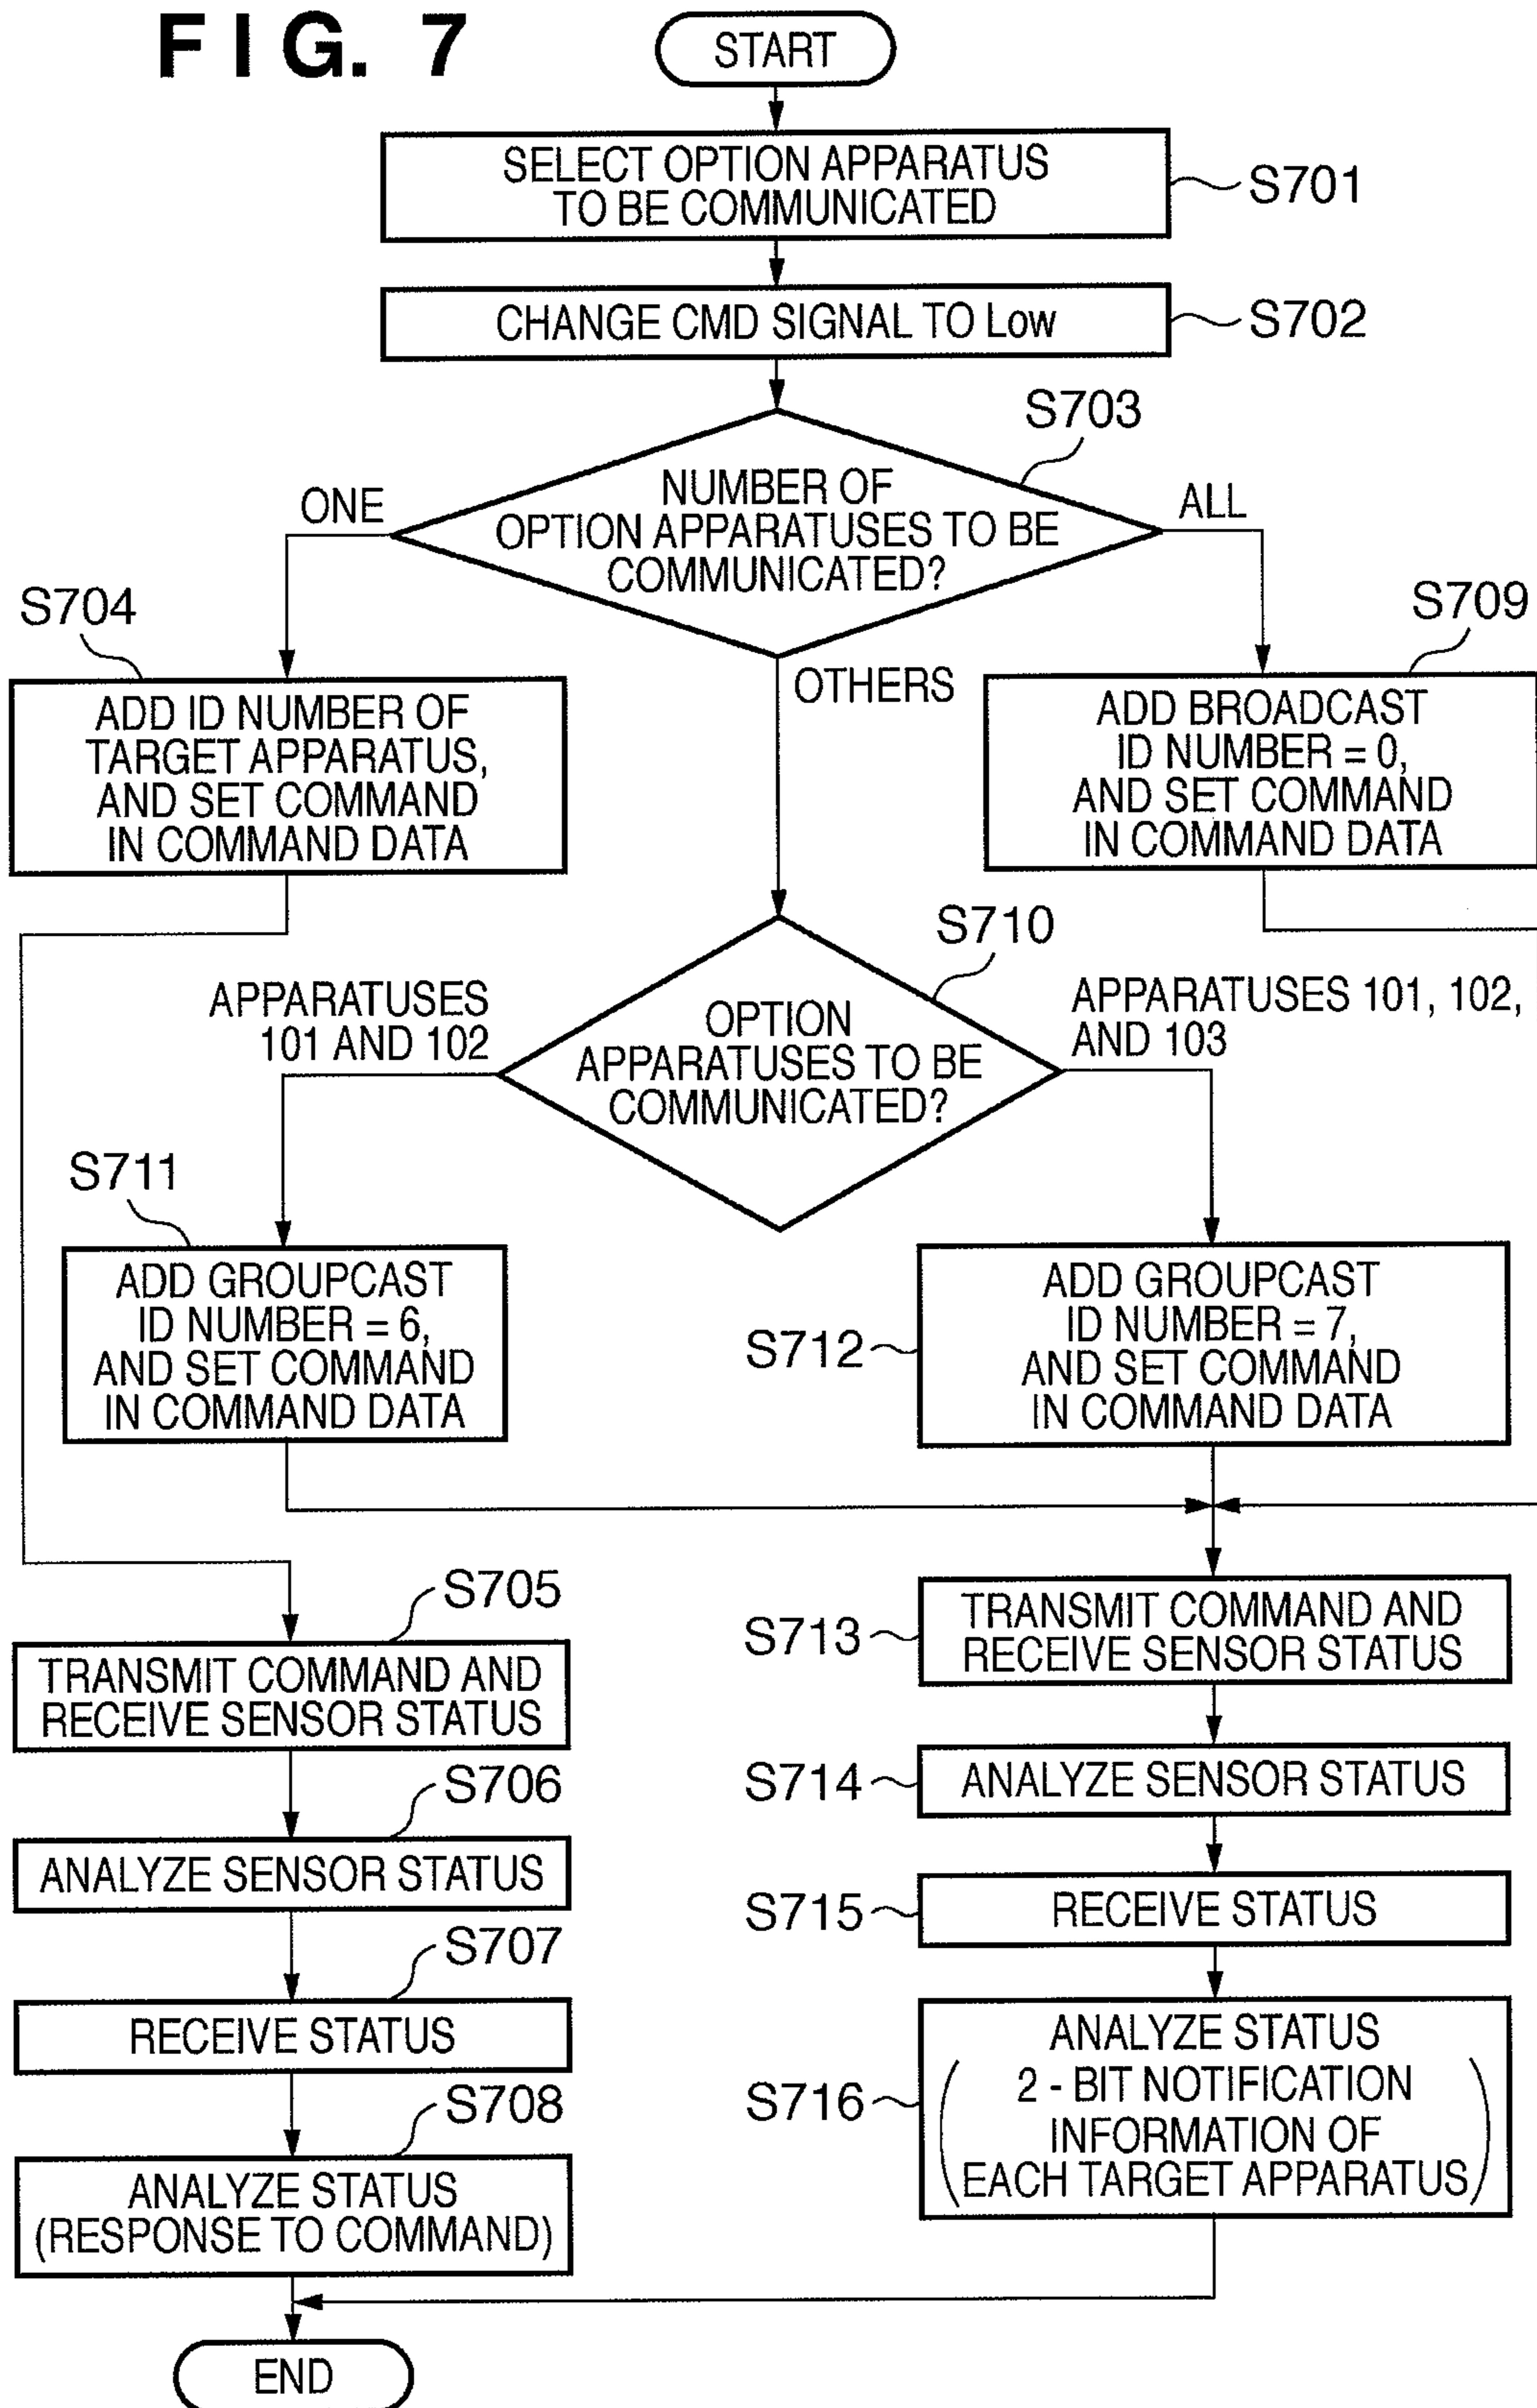 FIG. 7
START
SELECT OPTION APPARATUS
TO BE COMMUNICATED
S701
CHANGE CMD SIGNAL TO Low
S702
S703
NUMBER OF
OPTION APPARATUSES TO BE
COMMUNICATED?
ONE
ALL
OTHERS
S704
ADD ID NUMBER OF
TARGET APPARATUS,
AND SET COMMAND
IN COMMAND DATA
S709
ADD BROADCAST
ID NUMBER = 0,
AND SET COMMAND
IN COMMAND DATA
S710
OPTION
APPARATUSES TO BE
COMMUNICATED?
APPARATUSES
101 AND 102
APPARATUSES 101, 102,
AND 103
S711
ADD GROUPCAST
ID NUMBER = 6,
AND SET COMMAND
IN COMMAND DATA
S712
ADD GROUPCAST
ID NUMBER = 7,
AND SET COMMAND
IN COMMAND DATA
S705
TRANSMIT COMMAND AND
RECEIVE SENSOR STATUS
S706
ANALYZE SENSOR STATUS
S707
RECEIVE STATUS
S708
ANALYZE STATUS
(RESPONSE TO COMMAND)
S713
TRANSMIT COMMAND AND
RECEIVE SENSOR STATUS
S714
ANALYZE SENSOR STATUS
S715
RECEIVE STATUS
S716
ANALYZE STATUS
(2 - BIT NOTIFICATION
INFORMATION OF
EACH TARGET APPARATUS)
END